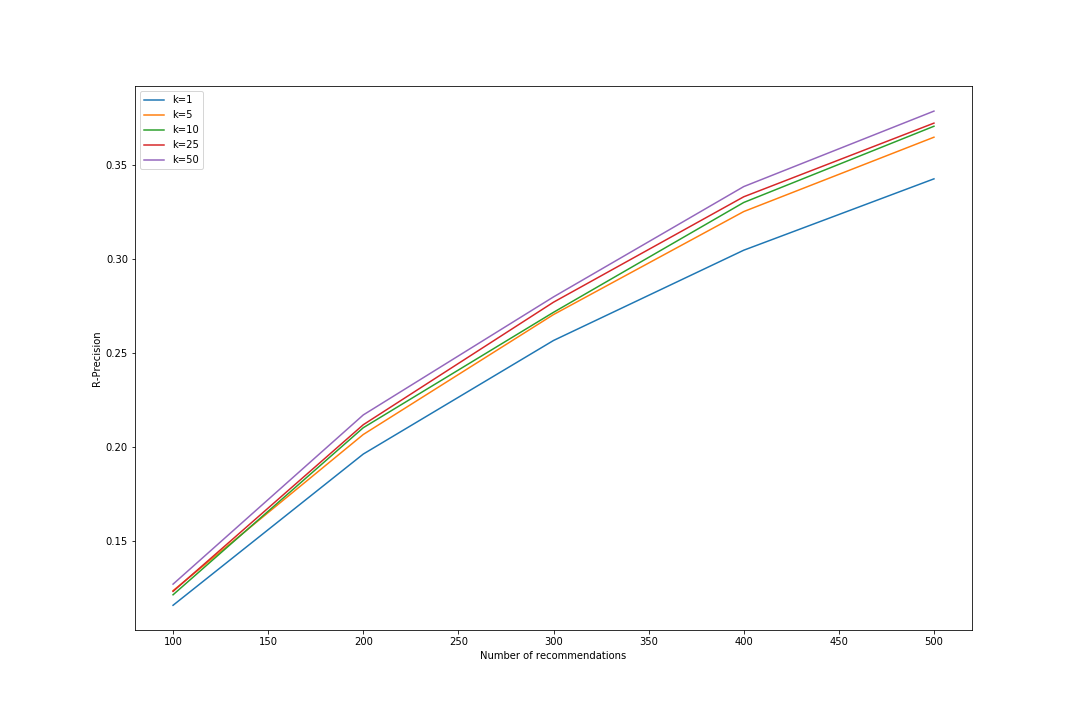 k=1
k=5
k=10
k=25
k=50
0.35
0.30
0.25
0.20
0.15
R-Precision
100 150 200 250 300 350 400 450 500
Number of recommendations